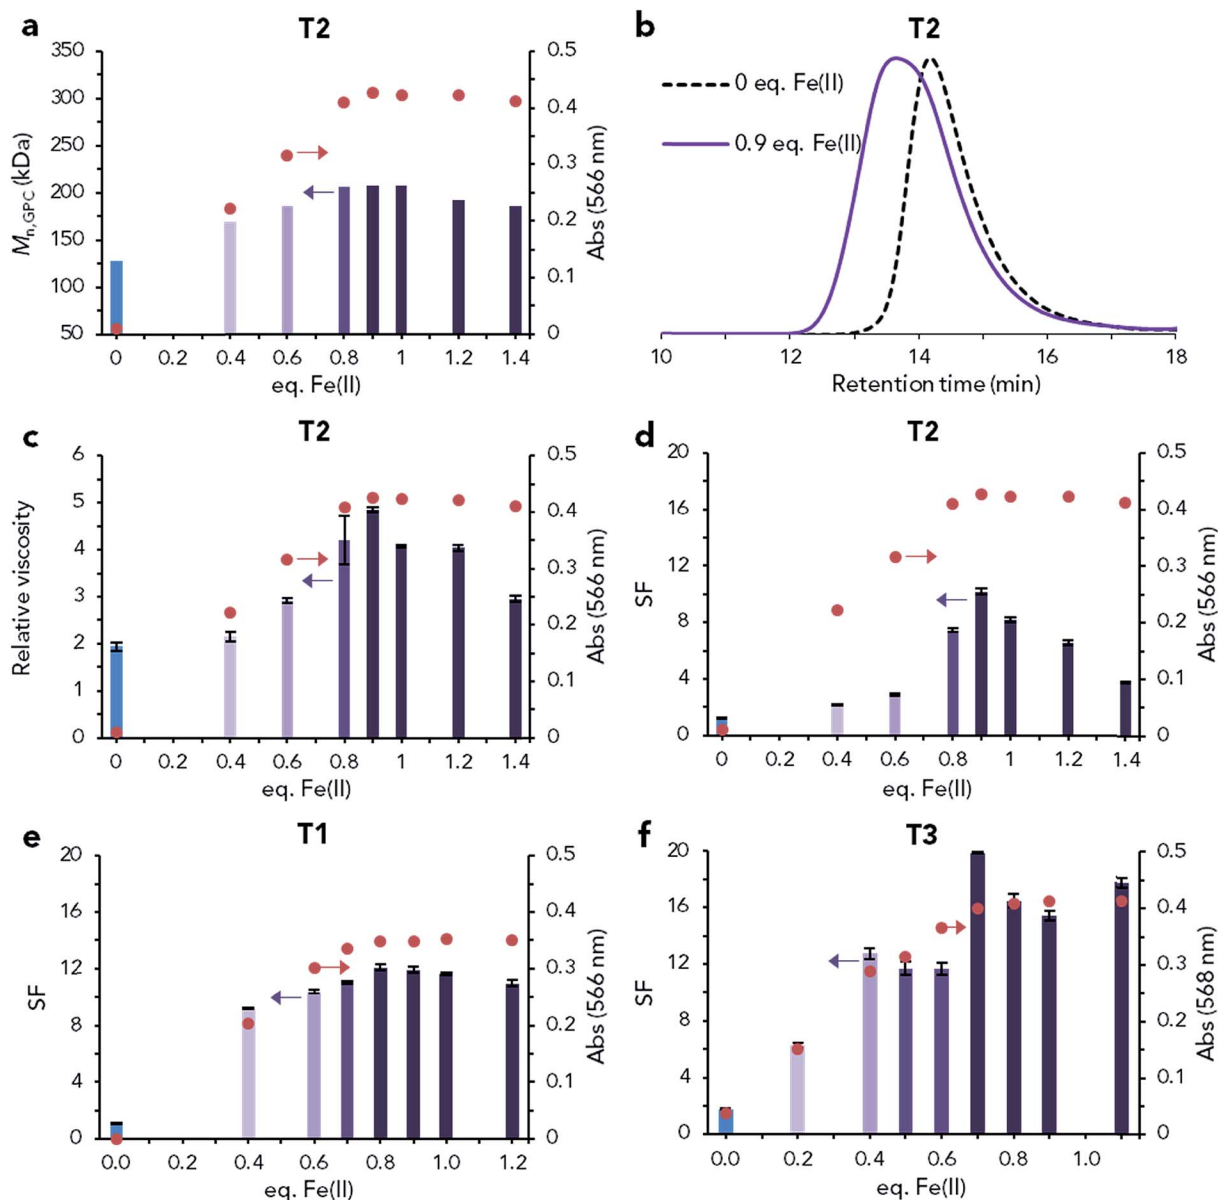 a
T2
350
300
250
200
150
100
50
M n,GPC (kDa)
0.5
0.4
0.3
0.2
0.1
0
Abs (566 nm)
0 0.2 0.4 0.6 0.8 1 1.2 1.4
eq. Fe(II)
b
T2
0 eq. Fe(II)
0.9 eq. Fe(II)
10 12 14 16 18
Retention time (min)
c
T2
6
5
4
3
2
1
0
Relative viscosity
0.5
0.4
0.3
0.2
0.1
0
Abs (566 nm)
0 0.2 0.4 0.6 0.8 1 1.2 1.4
eq. Fe(II)
d
T2
20
16
12
8
4
0
SF
0.5
0.4
0.3
0.2
0.1
0
Abs (566 nm)
0 0.2 0.4 0.6 0.8 1 1.2 1.4
eq. Fe(II)
e
T1
20
16
12
8
4
0
SF
0.5
0.4
0.3
0.2
0.1
0
Abs (566 nm)
0.0 0.2 0.4 0.6 0.8 1.0 1.2
eq. Fe(II)
f
T3
20
16
12
8
4
0
SF
0.5
0.4
0.3
0.2
0.1
0
Abs (568 nm)
0.0 0.2 0.4 0.6 0.8 1.0
eq. Fe(II)